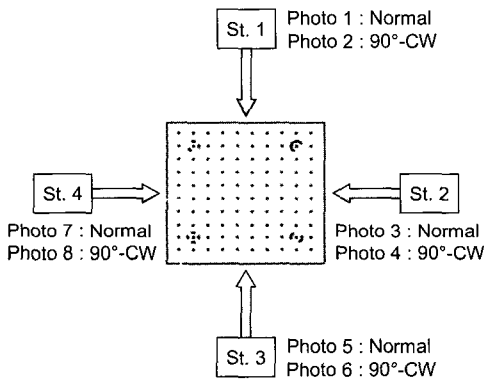 St. 1
Photo 1 : Normal
Photo 2 : 90°-CW
St. 4
St. 2
Photo 7 : Normal
Photo 8 : 90°-CW
Photo 3 : Normal
Photo 4 : 90°-CW
St. 3
Photo 5 : Normal
Photo 6 : 90°-CW